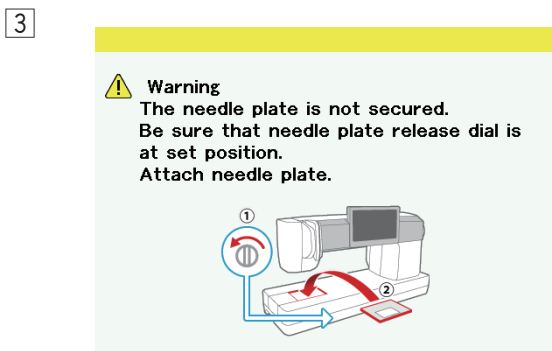 3
Warning
The needle plate is not secured.
Be sure that needle plate release dial is
at set position.
Attach needle plate.
①
②